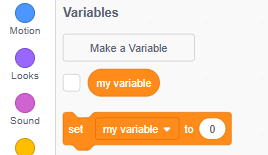 Variables
Motion
Make a Variable
Looks
my variable
Sound
set my variable to 0